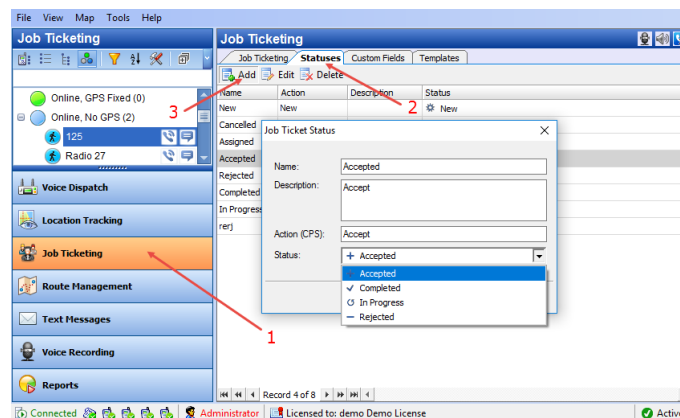 File View Map Tools Help
Job Ticketing
Online, GPS Fixed (0)
Online, No GPS (2)
125
Radio 27
Voice Dispatch
Location Tracking
Job Ticketing
Route Management
Text Messages
Voice Recording
Reports
Job Ticketing
Job Ticketing Statuses Custom Fields Templates
Add Edit Delete
Name Action Description Status
New New New
Cancelled
Assigned
Accepted
Rejected
Completed
In Progress
rerj
Job Ticket Status
Name: Accepted
Description: Accept
Action (CPS): Accept
Status: + Accepted
Accepted
Completed
In Progress
Rejected
1
2
3
Record 4 of 8
Connected Administrator Licensed to: demo Demo License Active